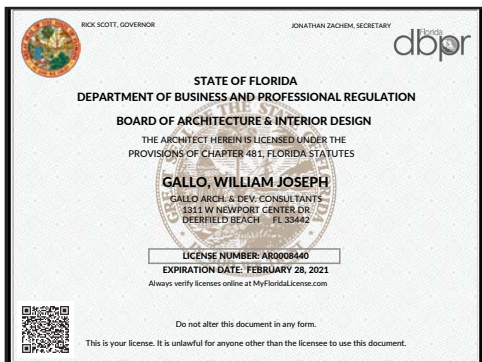 RICK SCOTT, GOVERNOR
JONATHAN ZACHEM, SECRETARY
Florida
dbpr
STATE OF FLORIDA
DEPARTMENT OF BUSINESS AND PROFESSIONAL REGULATION
BOARD OF ARCHITECTURE & INTERIOR DESIGN
THE ARCHITECT HEREIN IS LICENSED UNDER THE
PROVISIONS OF CHAPTER 481, FLORIDA STATUTES
GALLO, WILLIAM JOSEPH
GALLO ARCH. & DEV. CONSULTANTS
1311 W NEWPORT CENTER DR
DEERFIELD BEACH FL 33442
LICENSE NUMBER: AR0008440
EXPIRATION DATE: FEBRUARY 28, 2021
Always verify licenses online at MyFloridaLicense.com
Do not alter this document in any form.
This is your license. It is unlawful for anyone other than the licensee to use this document.